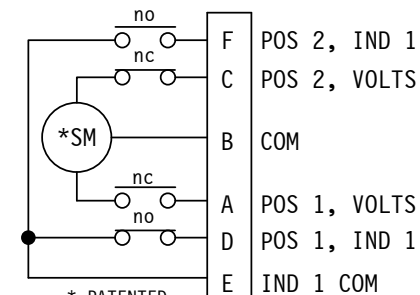 no
F POS 2, IND 1
nc
C POS 2, VOLTS
*SM B COM
nc
A POS 1, VOLTS
no
D POS 1, IND 1
E IND 1 COM
* PATENTED